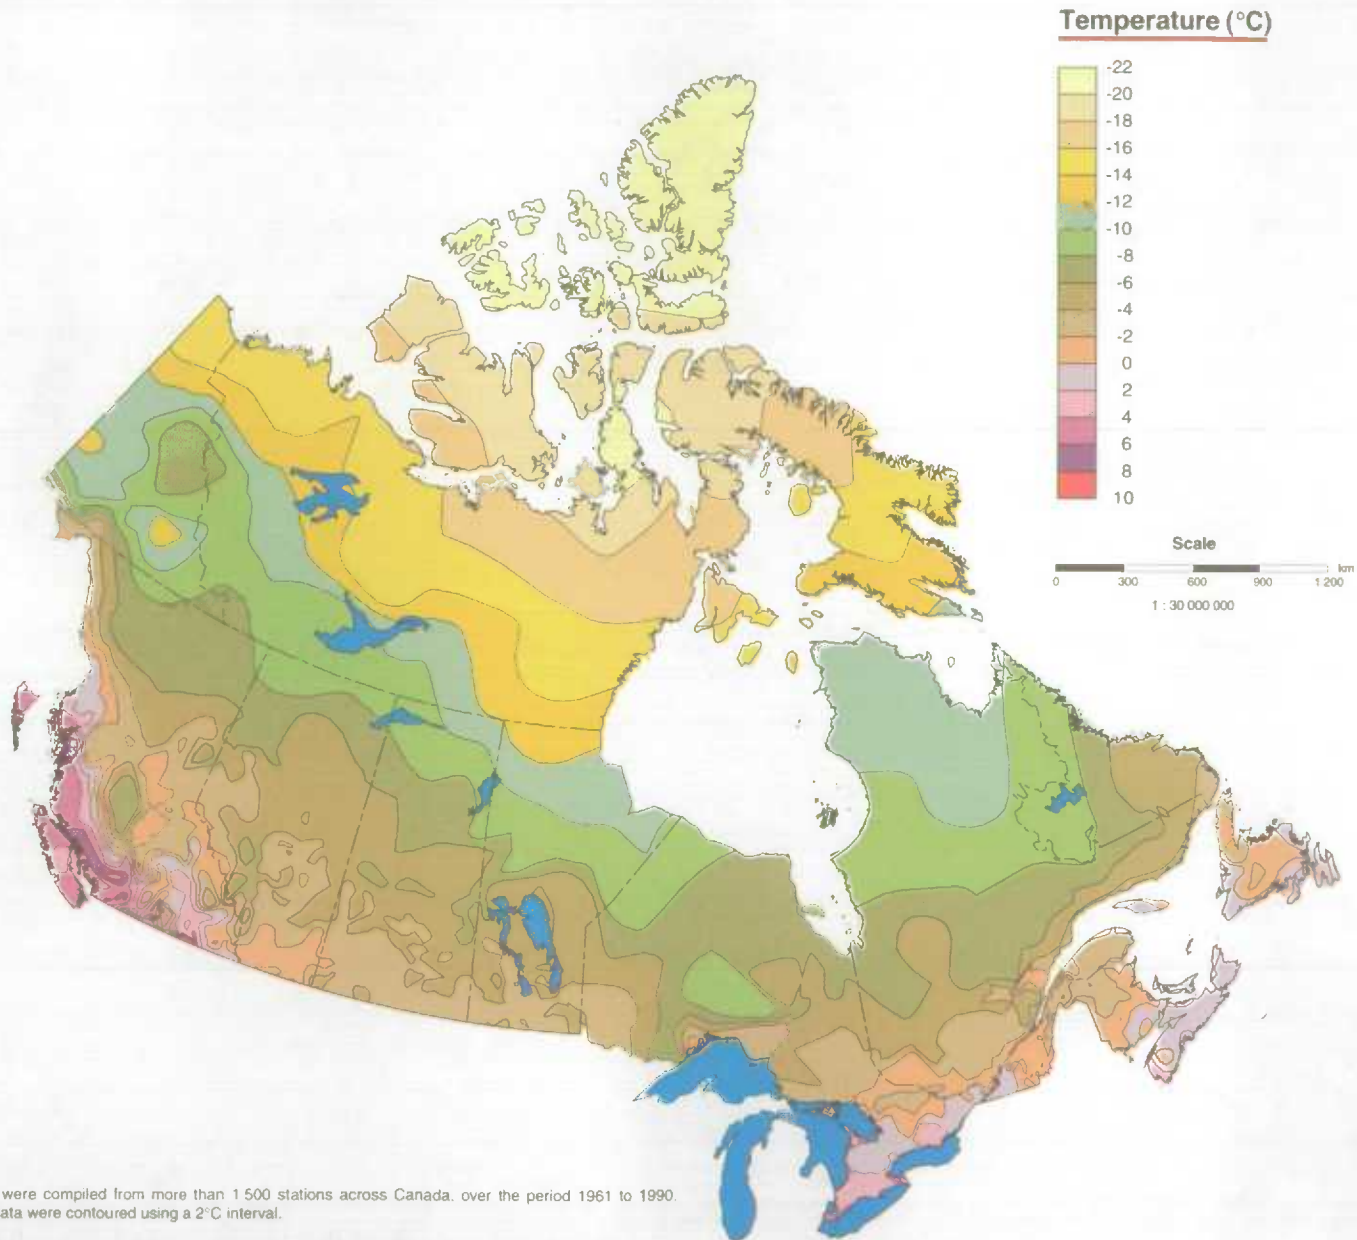 Temperature (°C)
-22
-20
-18
-16
-14
-12
-10
-8
-6
-4
-2
0
2
4
6
8
10
Scale
0 300 600 900 1 200 km
1 : 30 000 000
were compiled from more than 1 500 stations across Canada. over the period 1961 to 1990.
ata were contoured using a 2°C interval.